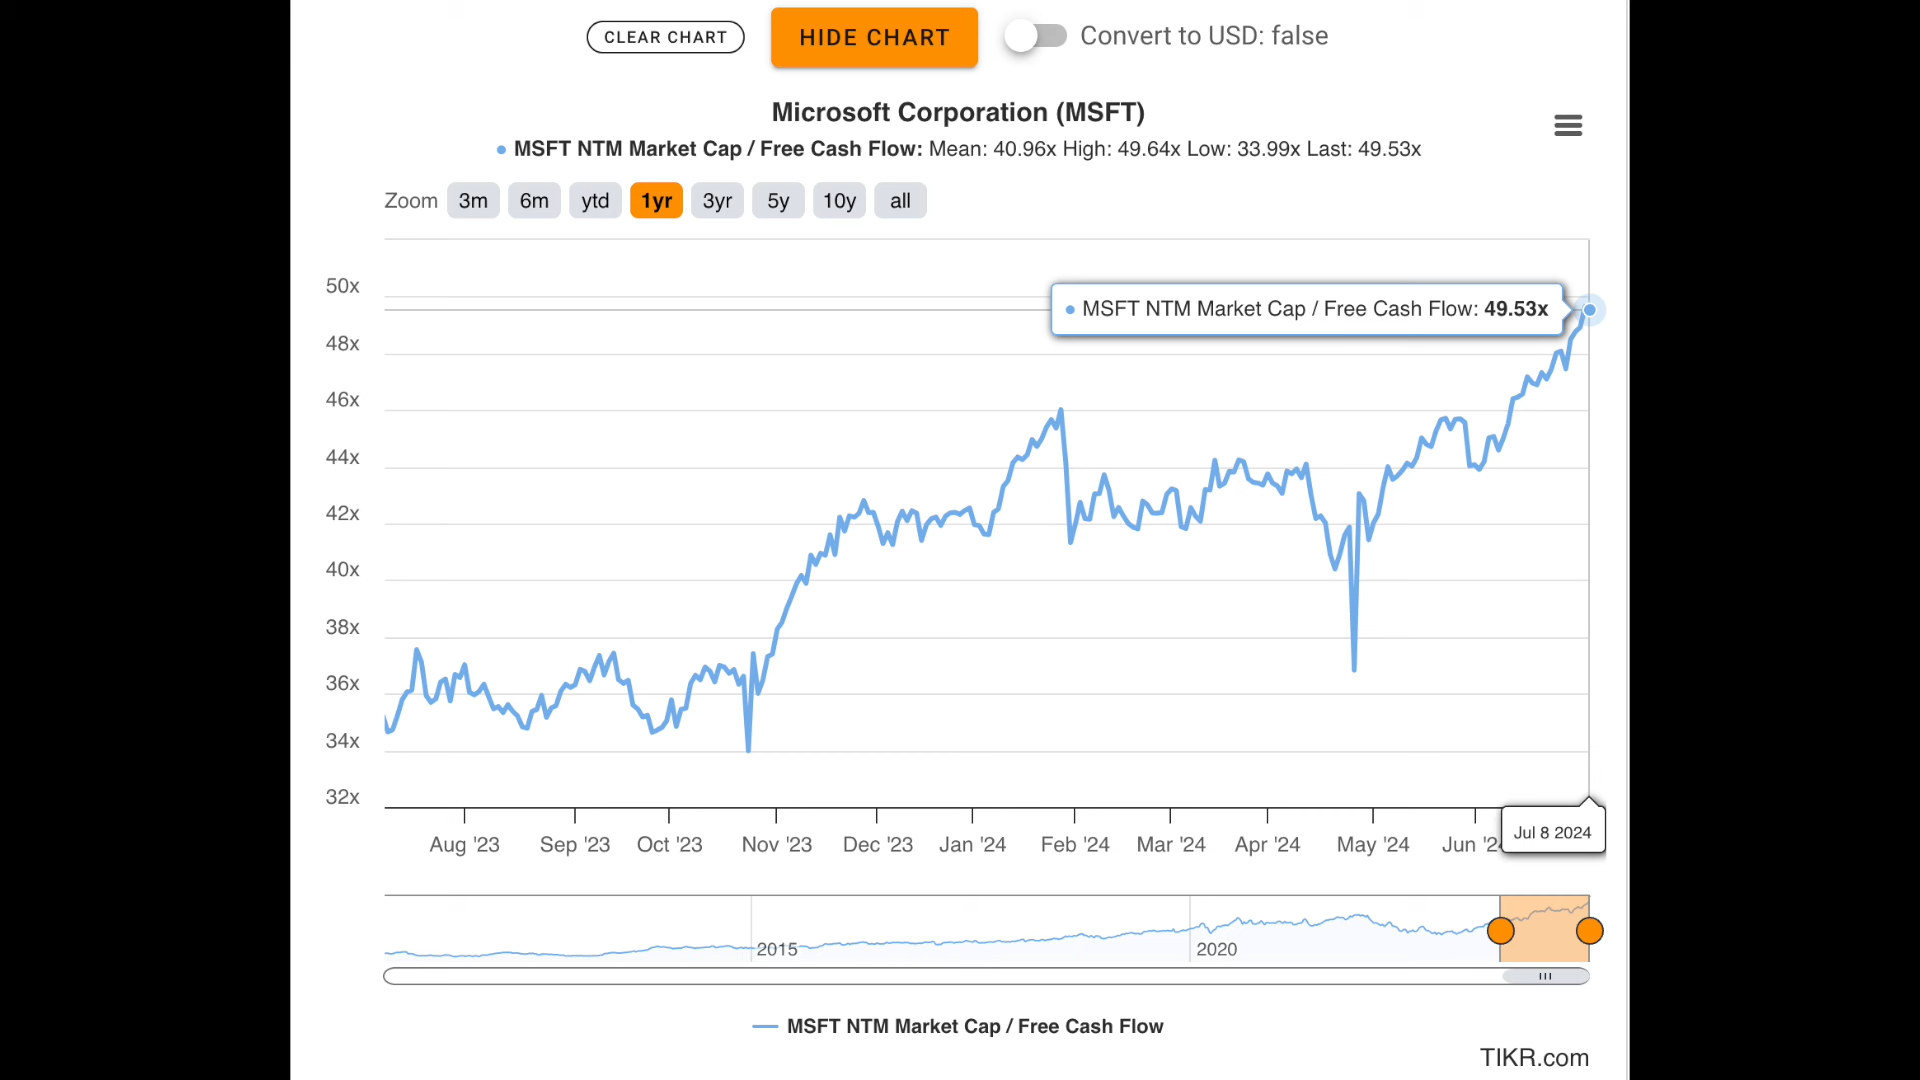 CLEAR CHART
HIDE CHART
Convert to USD: false
Microsoft Corporation (MSFT)
MSFT NTM Market Cap / Free Cash Flow: Mean: 40.96x High: 49.64x Low: 33.99x Last: 49.53x
Zoom 3m 6m ytd 1yr 3yr 5y 10y all
50x
MSFT NTM Market Cap / Free Cash Flow: 49.53x
48x
46x
44x
42x
40x
38x
36x
34x
32x
Jul 8 2024
Aug '23 Sep '23 Oct '23 Nov '23 Dec '23 Jan '24 Feb '24 Mar '24 Apr '24 May '24 Jun '2
2015 2020
MSFT NTM Market Cap / Free Cash Flow
TIKR.com